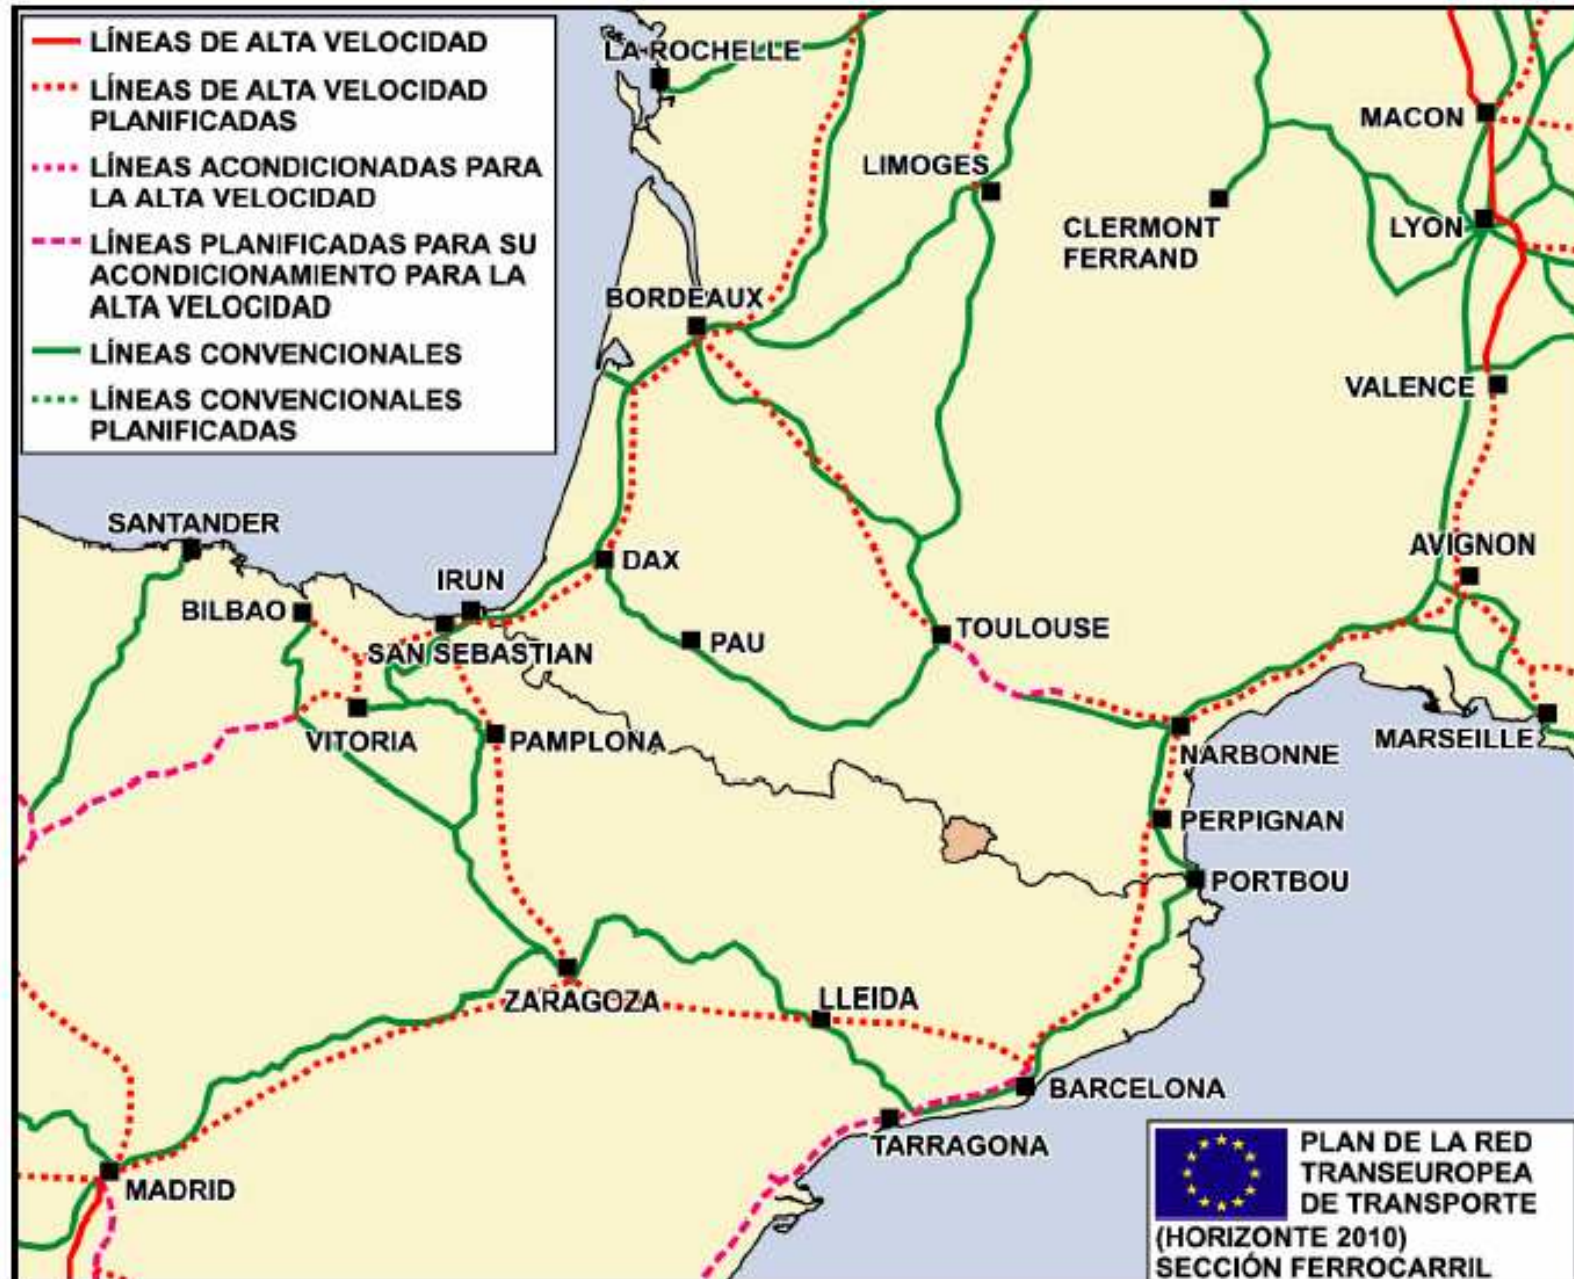 LÍNEAS DE ALTA VELOCIDAD
LÍNEAS DE ALTA VELOCIDAD
PLANIFICADAS
LÍNEAS ACONDICIONADAS PARA
LA ALTA VELOCIDAD
LÍNEAS PLANIFICADAS PARA SU
ACONDICIONAMIENTO PARA LA
ALTA VELOCIDAD
LÍNEAS CONVENCIONALES
LÍNEAS CONVENCIONALES
PLANIFICADAS
LA ROCHELLE
MACON
LIMOGES
CLERMONT
FERRAND
LYON
BORDEAUX
VALENCE
SANTANDER
AVIGNON
DAX
IRUN
BILBAO
TOULOUSE
PAU
SAN SEBASTIAN
VITORIA
PAMPLONA
MARSEILLE
NARBONNE
PERPIGNAN
PORTBOU
ZARAGOZA
LLEIDA
BARCELONA
TARRAGONA
MADRID
PLAN DE LA RED
TRANSEUROPEA
DE TRANSPORTE
(HORIZONTE 2010)
SECCIÓN FERROCARRIL